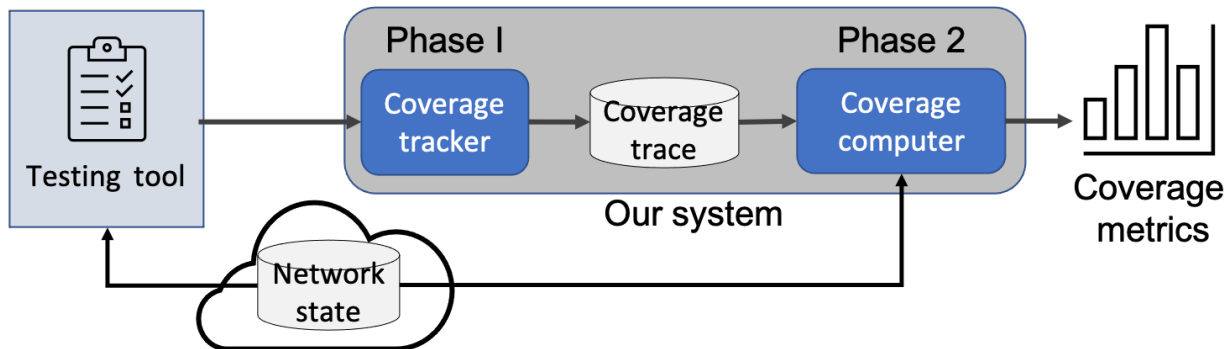 Phase I
Phase 2
Coverage
tracker
Coverage
trace
Coverage
computer
Testing tool
Our system
Coverage
metrics
Network
state